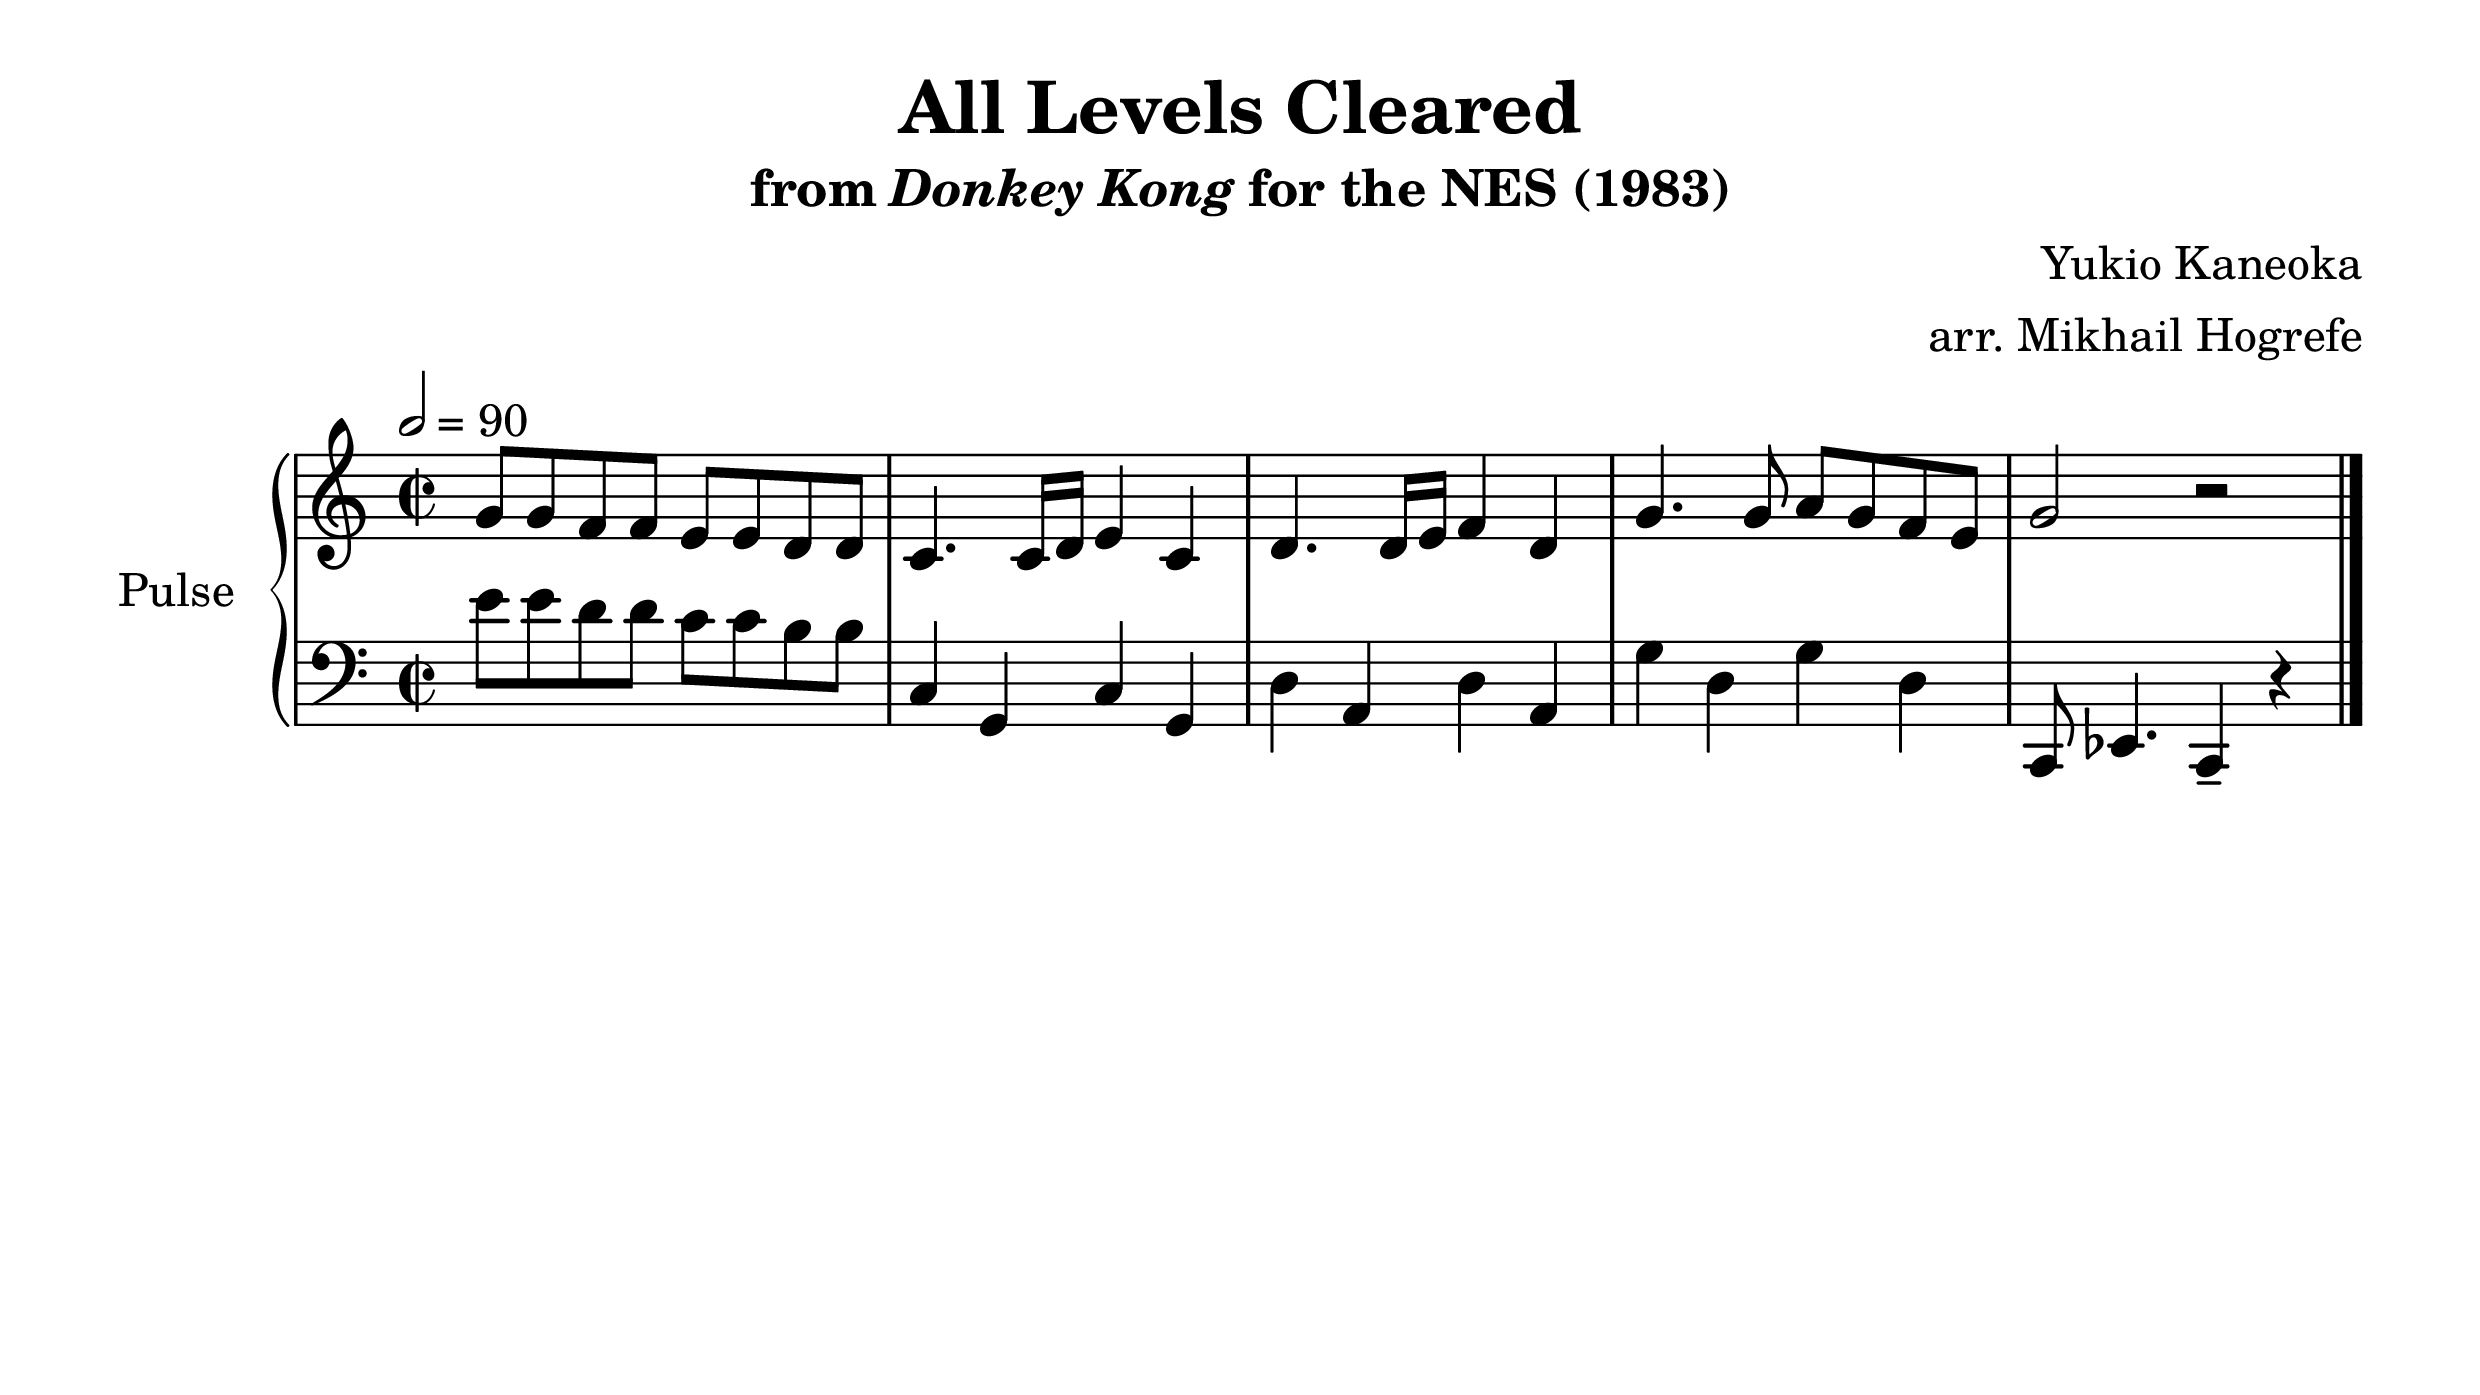 All Levels Cleared
from Donkey Kong for the NES (1983)
Yukio Kaneoka
arr. Mikhail Hogrefe
= 90
Pulse